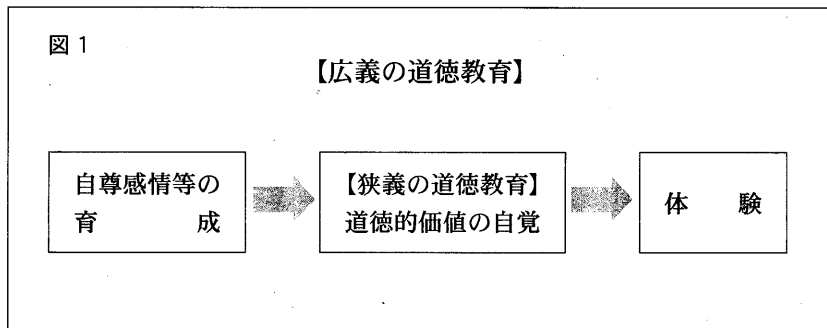 図1
【広義の道徳教育】
自尊感情等の
育成
【狭義の道徳教育】
道徳的価値の自覚
体験